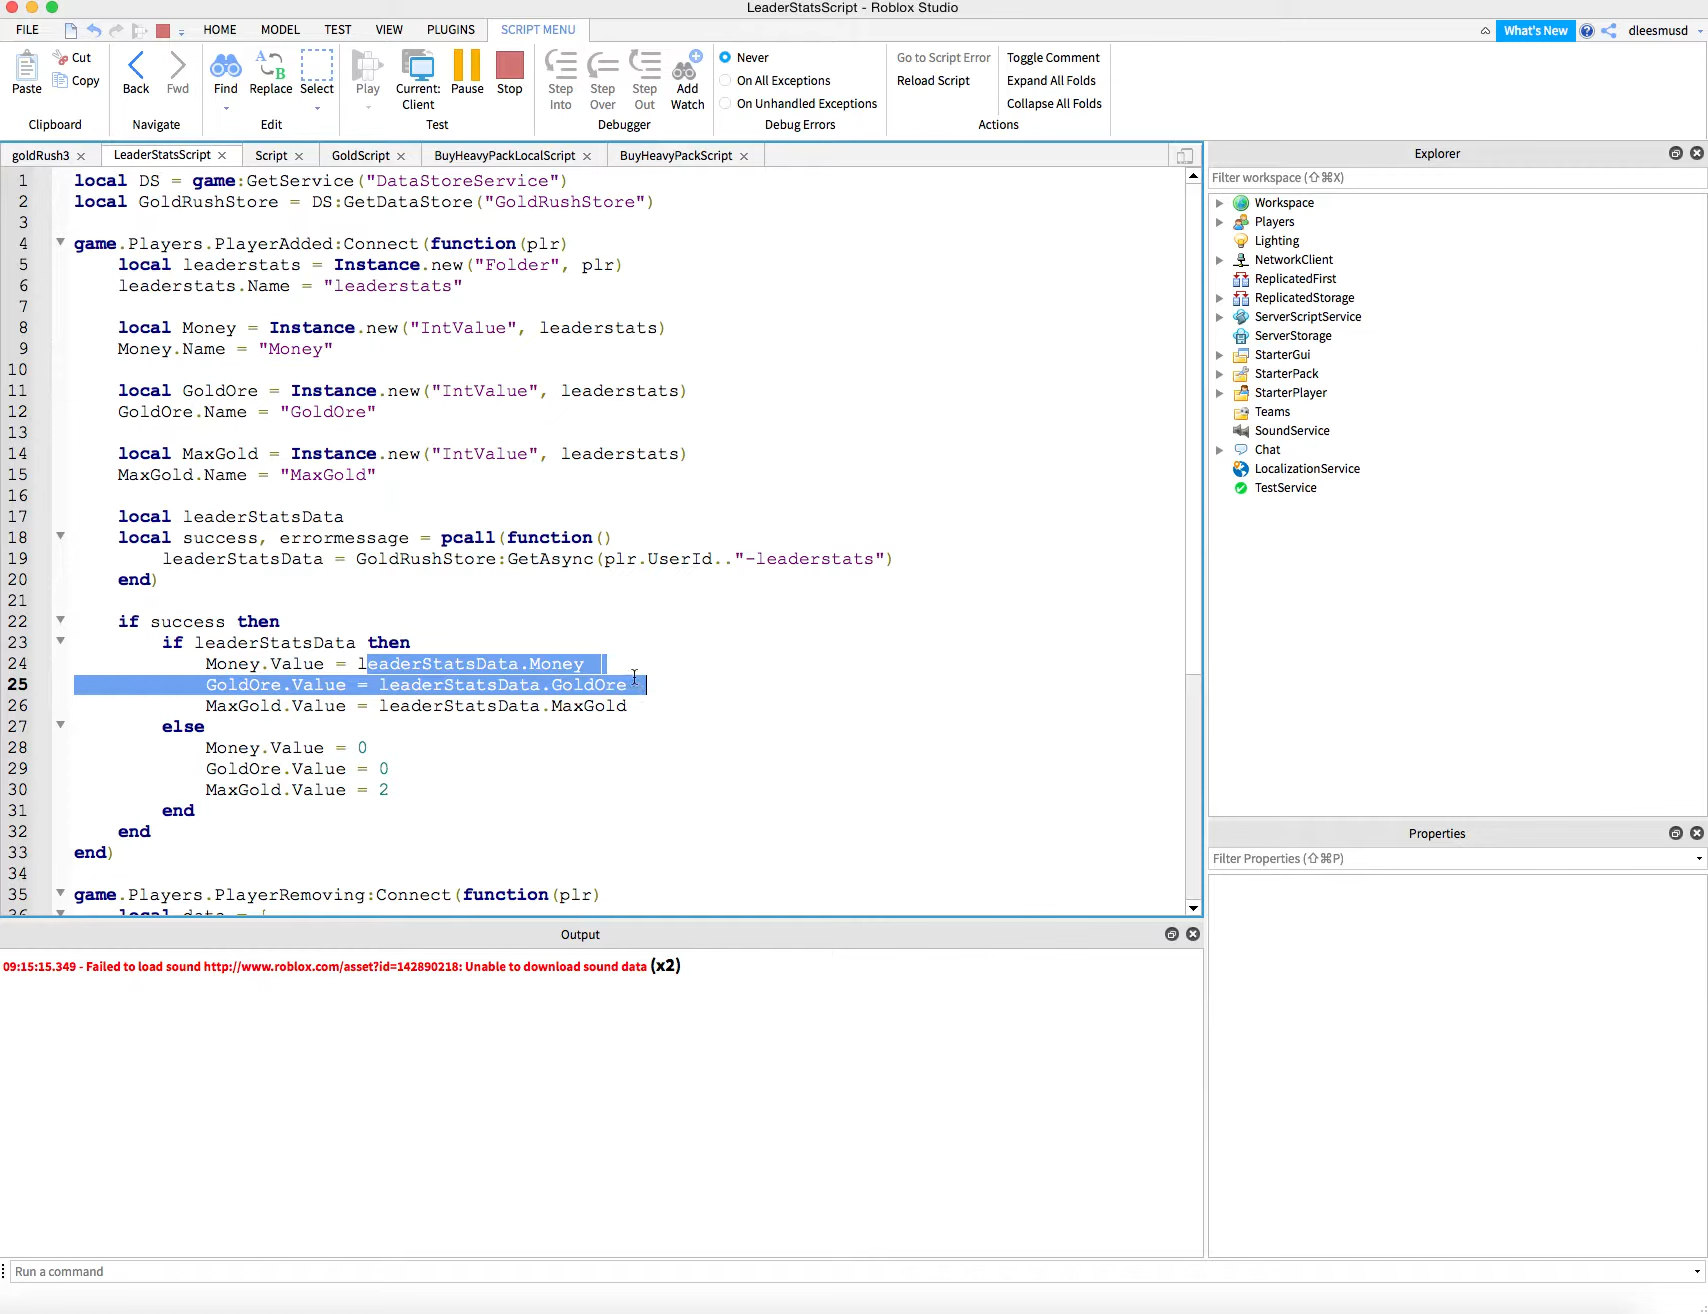 LeaderStatsScript - Roblox Studio
FILE HOME MODEL TEST VIEW PLUGINS SCRIPT MENU What's New dleesmusd
Paste Cut Copy
Clipboard
Back Fwd
Navigate
Find Replace Select
Edit
Play Current: Client Pause Stop
Test
Step Into Step Over Step Out Add Watch
Debugger
Never
On All Exceptions
On Unhandled Exceptions
Debug Errors
Go to Script Error
Reload Script
Toggle Comment
Expand All Folds
Collapse All Folds
Actions
goldRush3 LeaderStatsScript Script GoldScript BuyHeavyPackLocalScript BuyHeavyPackScript
1 local DS = game:GetService("DataStoreService")
2 local GoldRushStore = DS:GetDataStore("GoldRushStore")
3
4 game.Players.PlayerAdded:Connect(function(plr)
5 local leaderstats = Instance.new("Folder", plr)
6 leaderstats.Name = "leaderstats"
7
8 local Money = Instance.new("IntValue", leaderstats)
9 Money.Name = "Money"
10
11 local GoldOre = Instance.new("IntValue", leaderstats)
12 GoldOre.Name = "GoldOre"
13
14 local MaxGold = Instance.new("IntValue", leaderstats)
15 MaxGold.Name = "MaxGold"
16
17 local leaderStatsData
18 local success, errormessage = pcall(function()
19 leaderStatsData = GoldRushStore:GetAsync(plr.UserId.."-leaderstats")
20 end)
21
22 if success then
23 if leaderStatsData then
24 Money.Value = leaderStatsData.Money
25 GoldOre.Value = leaderStatsData.GoldOre
26 MaxGold.Value = leaderStatsData.MaxGold
27 else
28 Money.Value = 0
29 GoldOre.Value = 0
30 MaxGold.Value = 2
31 end
32 end
33 end)
34
35 game.Players.PlayerRemoving:Connect(function(plr)
36 local data = {
Output
09:15:15.349 - Failed to load sound http://www.roblox.com/asset?id=142890218: Unable to download sound data (x2)
Run a command
Explorer
Filter workspace (⇧⌘X)
Workspace
Players
Lighting
NetworkClient
ReplicatedFirst
ReplicatedStorage
ServerScriptService
ServerStorage
StarterGui
StarterPack
StarterPlayer
Teams
SoundService
Chat
LocalizationService
TestService
Properties
Filter Properties (⇧⌘P)